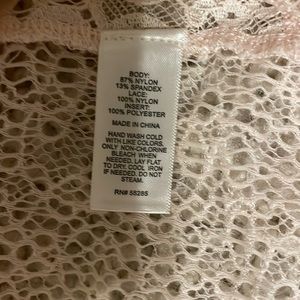 BODY:
87% NYLON
13% SPANDEX
LACE:
100% NYLON
INSERT:
100% POLYESTER
MADE IN CHINA
HAND WASH COLD
WITH LIKE COLORS.
ONLY NON-CHLORINE
BLEACH WHEN
NEEDED. LAY FLAT
TO DRY. COOL IRON
IF NEEDED. DO NOT
STEAM.
RN# 58285